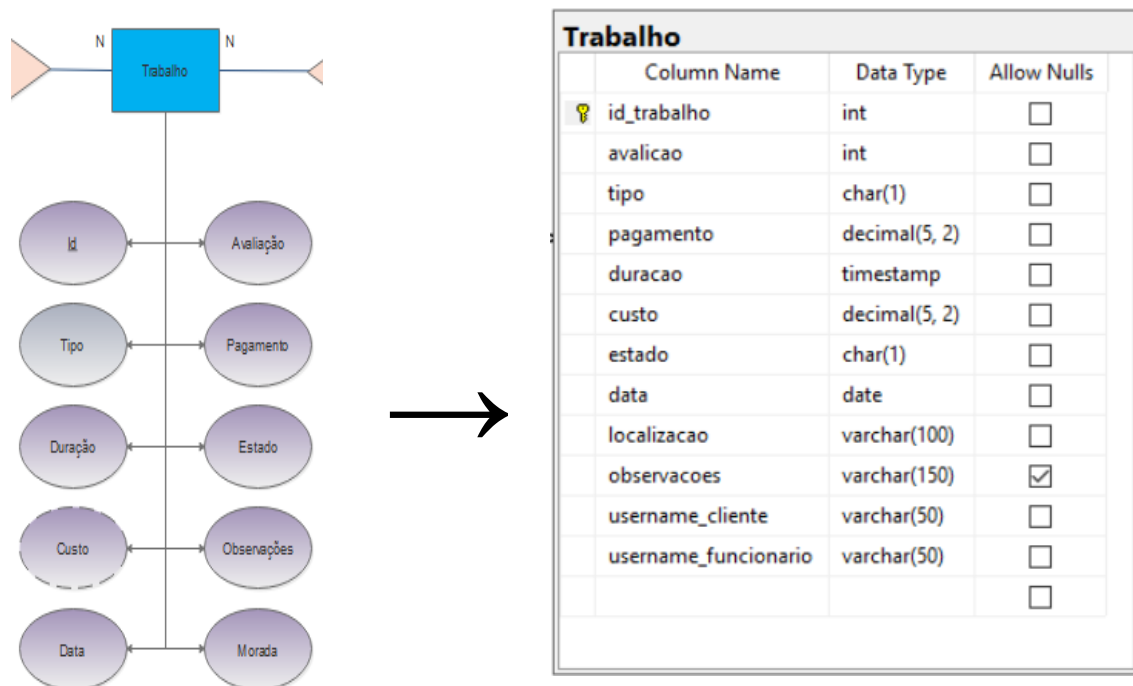 N
N
Trabalho
Id
Avaliação
Tipo
Pagamento
Duração
Estado
Custo
Observações
Data
Morada
Trabalho
Column Name Data Type Allow Nulls
id_trabalho int
avalicao int
tipo char(1)
pagamento decimal(5, 2)
duracao timestamp
custo decimal(5, 2)
estado char(1)
data date
localizacao varchar(100)
observacoes varchar(150)
username_cliente varchar(50)
username_funcionário varchar(50)